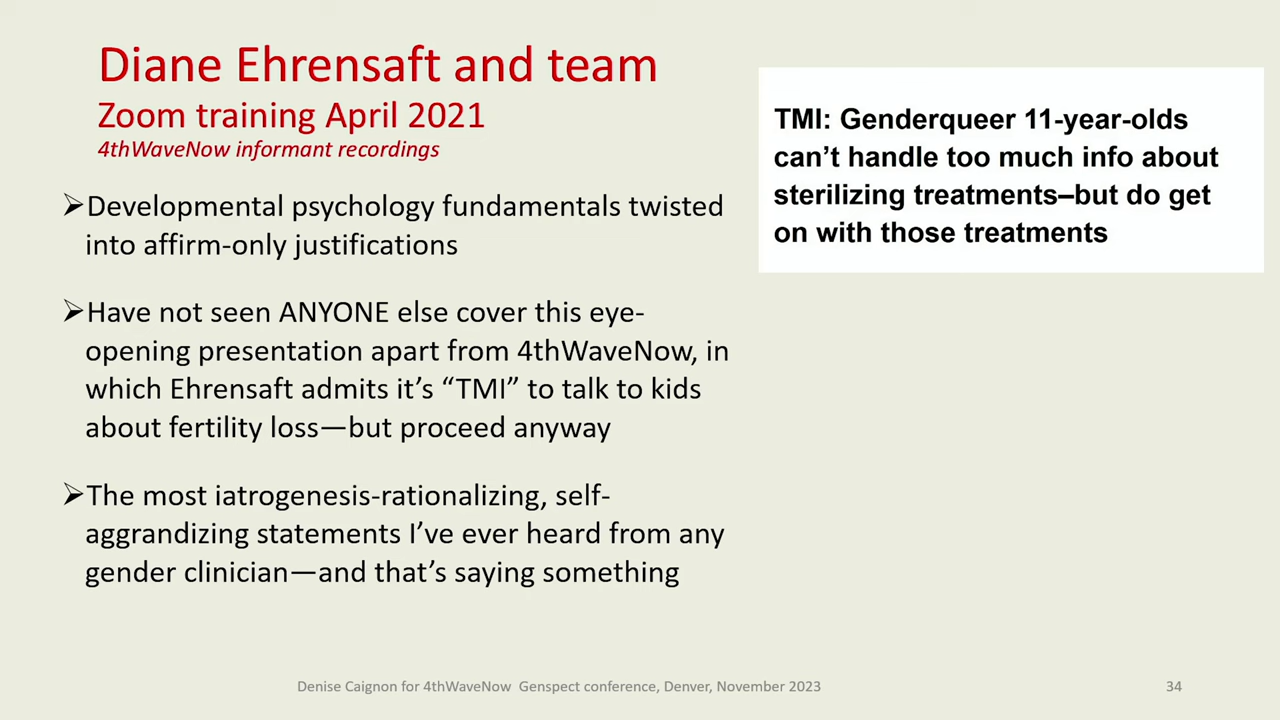 Diane Ehrensaft and team
Zoom training April 2021
4thWaveNow informant recordings
➢Developmental psychology fundamentals twisted
into affirm-only justifications
➢Have not seen ANYONE else cover this eye-
opening presentation apart from 4thWaveNow, in
which Ehrensaft admits it’s “TMI” to talk to kids
about fertility loss—but proceed anyway
➢The most iatrogenesis-rationalizing, self-
aggrandizing statements I’ve ever heard from any
gender clinician—and that’s saying something
TMI: Genderqueer 11-year-olds
can’t handle too much info about
sterilizing treatments–but do get
on with those treatments
Denise Caignon for 4thWaveNow  Genspect conference, Denver, November 2023
34